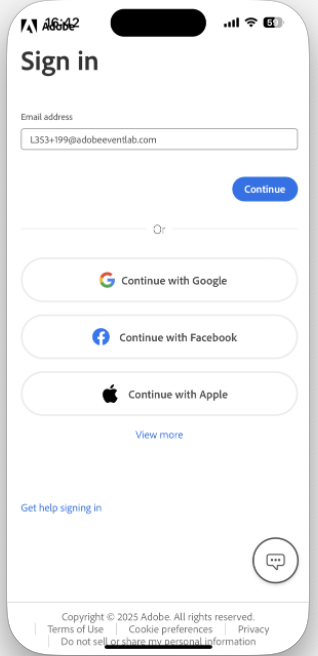 16:42
Adobe
Sign in
Email address
L353+199@adobeeventlab.com
Continue
Or
Continue with Google
Continue with Facebook
Continue with Apple
View more
Get help signing in
Copyright © 2025 Adobe. All rights reserved.
Terms of Use | Cookie preferences | Privacy
Do not sell or share my personal information